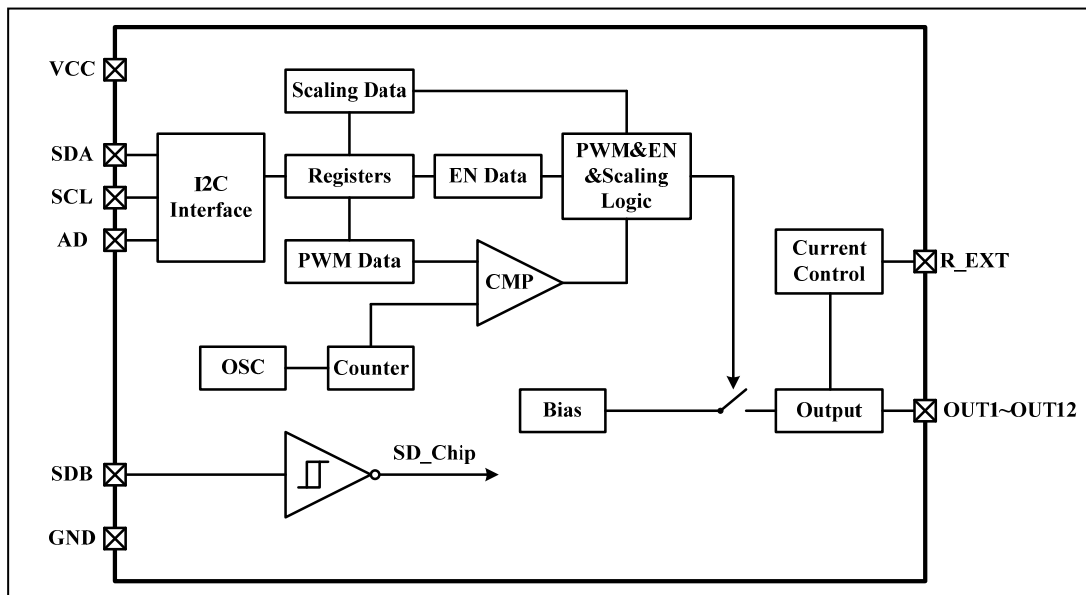 VCC
Scaling Data
SDA
SCL
AD
I2C
Interface
Registers
EN Data
PWM&EN
&Scaling
Logic
PWM Data
CMP
Current
Control
R_EXT
OSC
Counter
Bias
Output
OUT1~OUT12
SDB
SD_Chip
GND